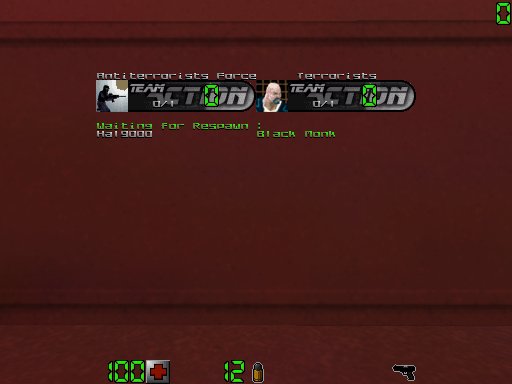 0
Antiterrorists Force Terrorists
TEAM ACTION 0/1 0 TEAM ACTION 0/1 0
Waiting for Respawn :
Hal9000 Black Monk
100 12